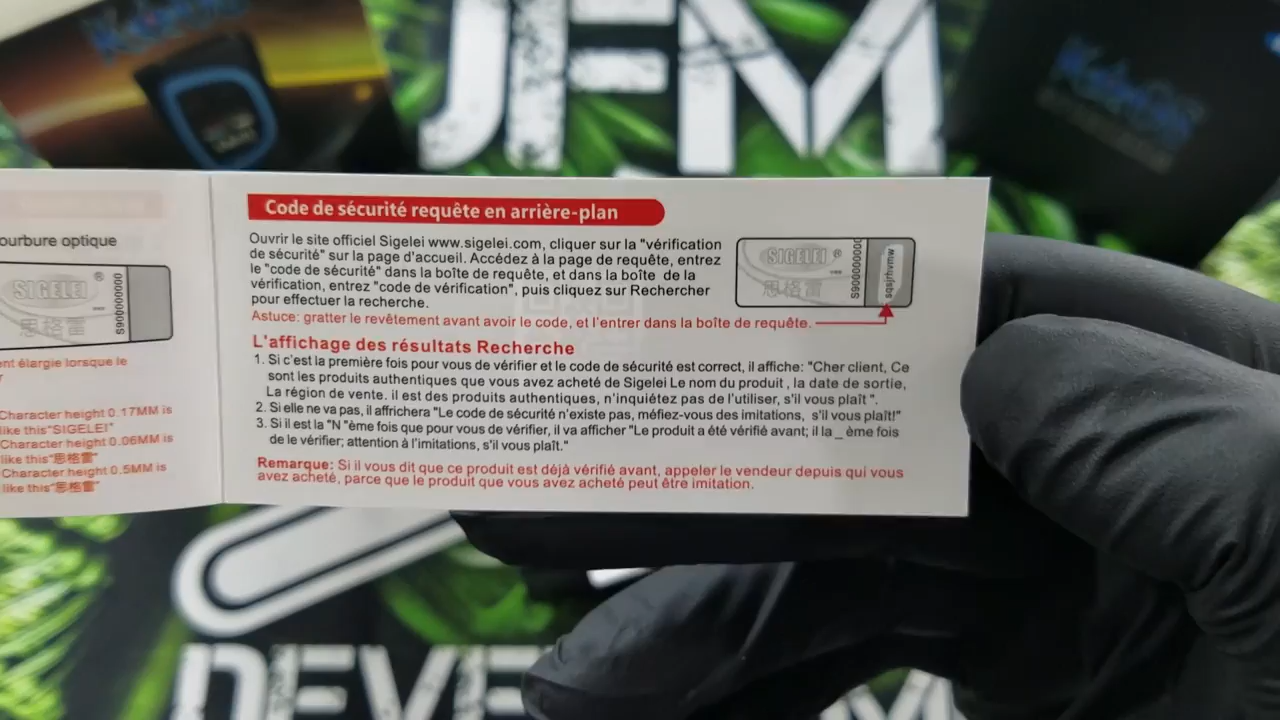 JFM
Code de sécurité requête en arrière-plan
Ouvrir le site officiel Sigelei www.sigelei.com, cliquer sur la "vérification
de sécurité" sur la page d'accueil. Accédez à la page de requête, entrez
le "code de sécurité" dans la boîte de requête, et dans la boîte de la
vérification, entrez "code de vérification", puis cliquez sur Rechercher
pour effectuer la recherche.
Astuce: gratter le revêtement avant avoir le code, et l'entrer dans la boîte de requête.
SIGELEI ®
思格雷
S900000000
sqsjrhvmw
L'affichage des résultats Recherche
1. Si c'est la première fois pour vous de vérifier et le code de sécurité est correct, il affiche: "Cher client, Ce
sont les produits authentiques que vous avez acheté de Sigelei Le nom du produit , la date de sortie,
La région de vente. il est des produits authentiques, n'inquiétez pas de l'utiliser, s'il vous plaît ".
2. Si elle ne va pas, il affichera "Le code de sécurité n'existe pas, méfiez-vous des imitations, s'il vous plaît!"
3. Si il est la "N "ème fois que pour vous de vérifier, il va afficher "Le produit a été vérifié avant; il la _ ème fois
de le vérifier; attention à l'imitations, s'il vous plaît."
Remarque: Si il vous dit que ce produit est déjà vérifié avant, appeler le vendeur depuis qui vous
avez acheté, parce que le produit que vous avez acheté peut être imitation.
ourbure optique
SIGELEI ®
思格雷
S900000000
nt élargie lorsque le
r
Character height 0.17MM is
like this"SIGELEI"
Character height 0.06MM is
like this"思格雷"
Character height 0.5MM is
like this"思格雷"